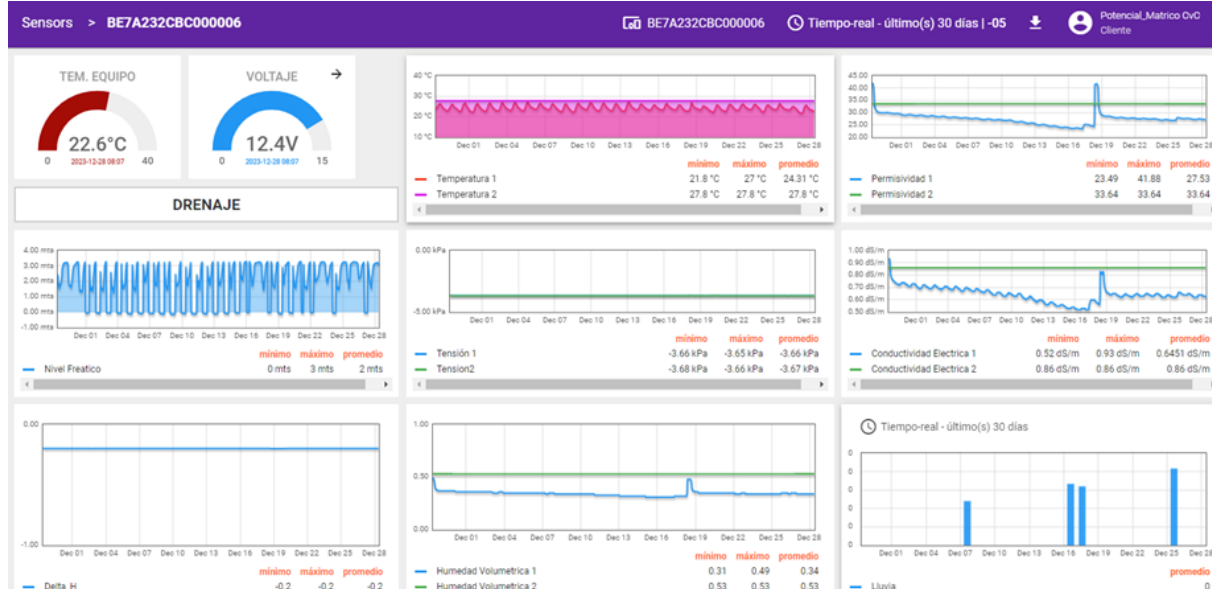 Sensors > BE7A232CBC000006
BE7A232CBC000006
Tiempo-real - último(s) 30 días | -05
Potencial_Matrico CvC
Cliente
TEM. EQUIPO
22.6°C
0 2023-12-28 08:07 40
VOLTAJE
12.4V
0 2023-12-28 08:07 15
DRENAJE
40 °C
30 °C
20 °C
10 °C
Dec 01 Dec 04 Dec 07 Dec 10 Dec 13 Dec 16 Dec 19 Dec 22 Dec 25 Dec 28
mínimo máximo promedio
Temperatura 1 21.8 °C 27 °C 24.31 °C
Temperatura 2 27.8 °C 27.8 °C 27.8 °C
45.00
40.00
35.00
30.00
25.00
20.00
Dec 01 Dec 04 Dec 07 Dec 10 Dec 13 Dec 16 Dec 19 Dec 22 Dec 25 Dec 28
mínimo máximo promedio
Permisividad 1 23.49 41.88 27.53
Permisividad 2 33.64 33.64 33.64
4.00 mts
3.00 mts
2.00 mts
1.00 mts
0.00 mts
-1.00 mts
Dec 01 Dec 04 Dec 07 Dec 10 Dec 13 Dec 16 Dec 19 Dec 22 Dec 25 Dec 28
mínimo máximo promedio
Nivel Freatico 0 mts 3 mts 2 mts
0.00 kPa
-5.00 kPa
Dec 01 Dec 04 Dec 07 Dec 10 Dec 13 Dec 16 Dec 19 Dec 22 Dec 25 Dec 28
mínimo máximo promedio
Tensión 1 -3.66 kPa -3.65 kPa -3.66 kPa
Tension2 -3.68 kPa -3.66 kPa -3.67 kPa
1.00 dS/m
0.90 dS/m
0.80 dS/m
0.70 dS/m
0.60 dS/m
0.50 dS/m
Dec 01 Dec 04 Dec 07 Dec 10 Dec 13 Dec 16 Dec 19 Dec 22 Dec 25 Dec 28
mínimo máximo promedio
Conductividad Electrica 1 0.52 dS/m 0.93 dS/m 0.6451 dS/m
Conductividad Electrica 2 0.86 dS/m 0.86 dS/m 0.86 dS/m
0.00
-1.00
Dec 01 Dec 04 Dec 07 Dec 10 Dec 13 Dec 16 Dec 19 Dec 22 Dec 25 Dec 28
mínimo máximo promedio
Delta_H -0.2 -0.2 -0.2
1.00
0.50
0.00
Dec 01 Dec 04 Dec 07 Dec 10 Dec 13 Dec 16 Dec 19 Dec 22 Dec 25 Dec 28
mínimo máximo promedio
Humedad Volumetrica 1 0.31 0.49 0.34
Humedad Volumetrica 2 0.53 0.53 0.53
Tiempo-real - último(s) 30 días
0
0
0
0
0
0
Dec 01 Dec 04 Dec 07 Dec 10 Dec 13 Dec 16 Dec 19 Dec 22 Dec 25 Dec 28
promedio
Lluvia 0